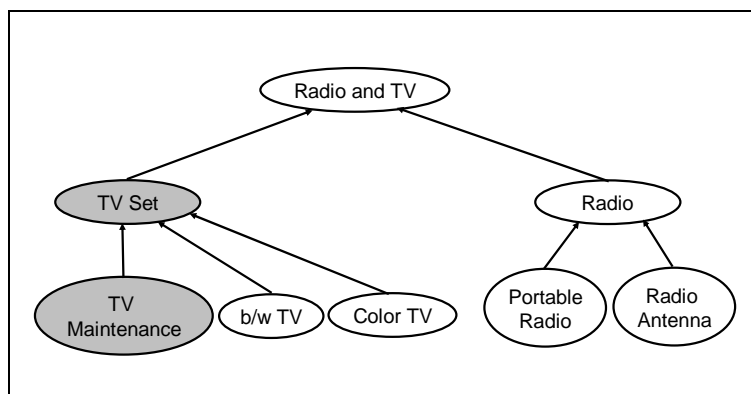 Radio and TV
TV Set
Radio
TV
Maintenance
b/w TV
Color TV
Portable
Radio
Radio
Antenna